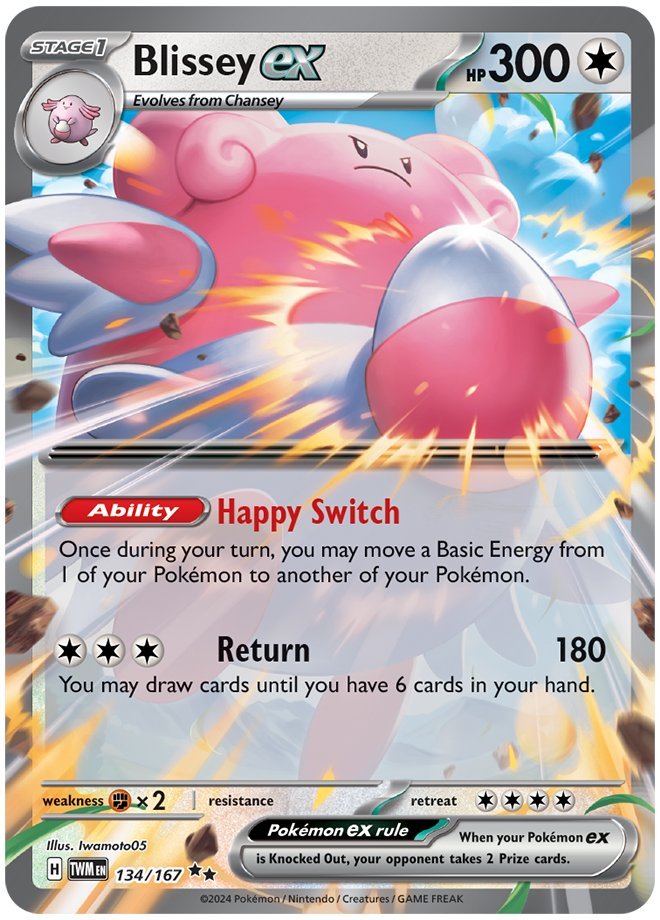 STAGE 1
Blissey ex
HP 300
Evolves from Chansey
Ability Happy Switch
Once during your turn, you may move a Basic Energy from
1 of your Pokémon to another of your Pokémon.
Return 180
You may draw cards until you have 6 cards in your hand.
weakness ×2 resistance retreat
Illus. Iwamoto05
Pokémon ex rule When your Pokémon ex
is Knocked Out, your opponent takes 2 Prize cards.
H TWM EN 134/167 ★★
©2024 Pokémon / Nintendo / Creatures / GAME FREAK